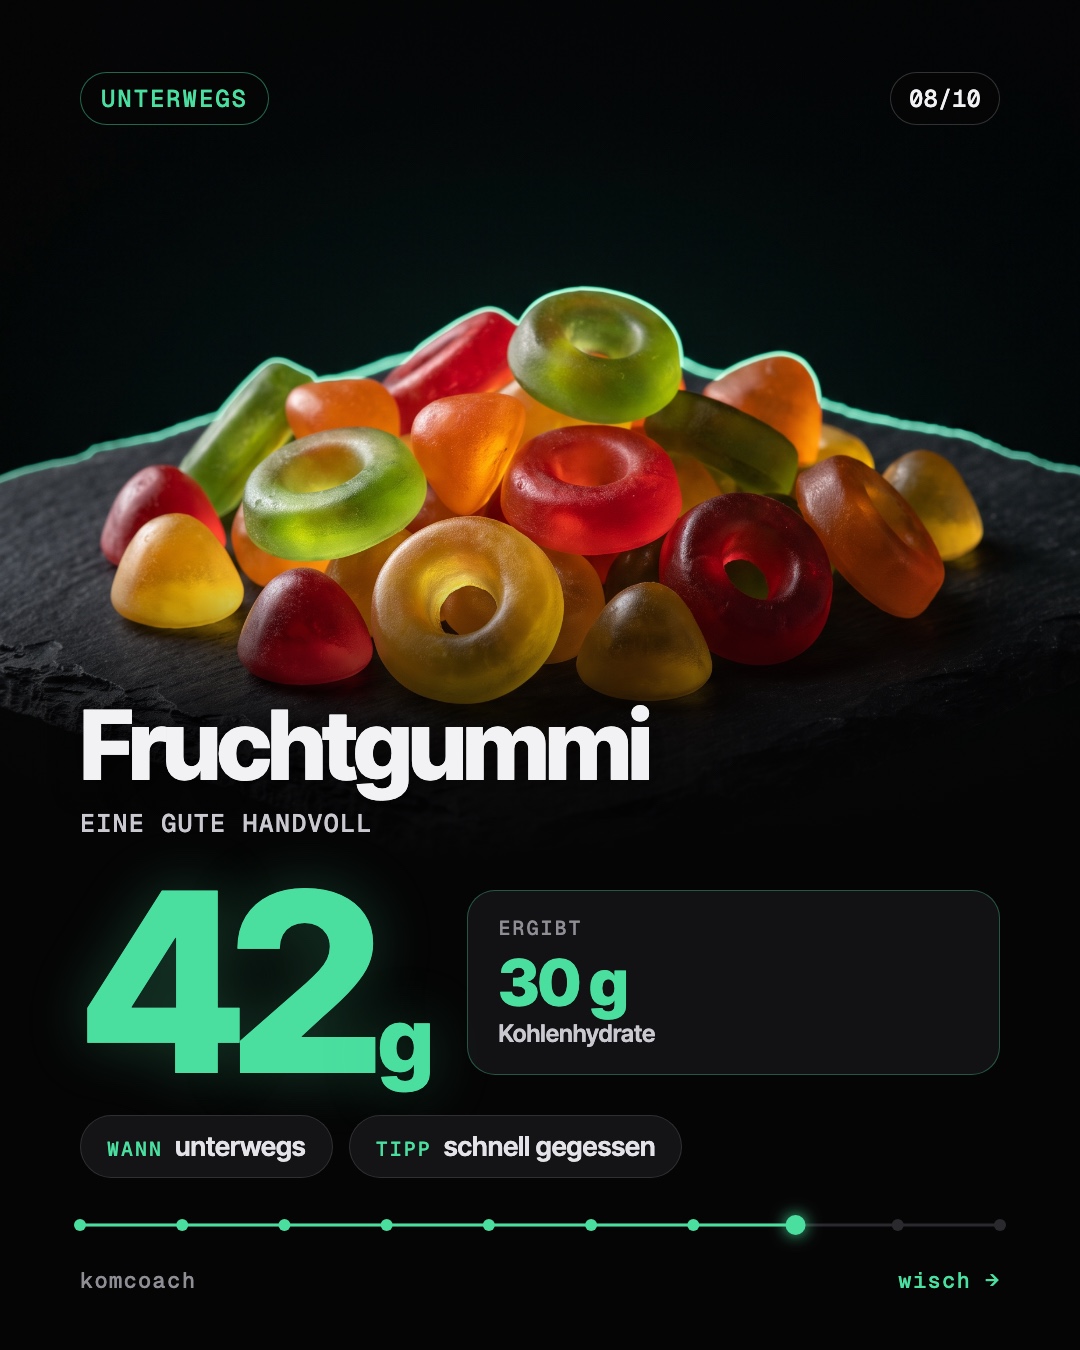 UNTERWEGS
08/10
Fruchtgummi
EINE GUTE HANDVOLL
42g
ERGIBT
30 g
Kohlenhydrate
WANN unterwegs
TIPP schnell gegessen
komcoach
wisch →